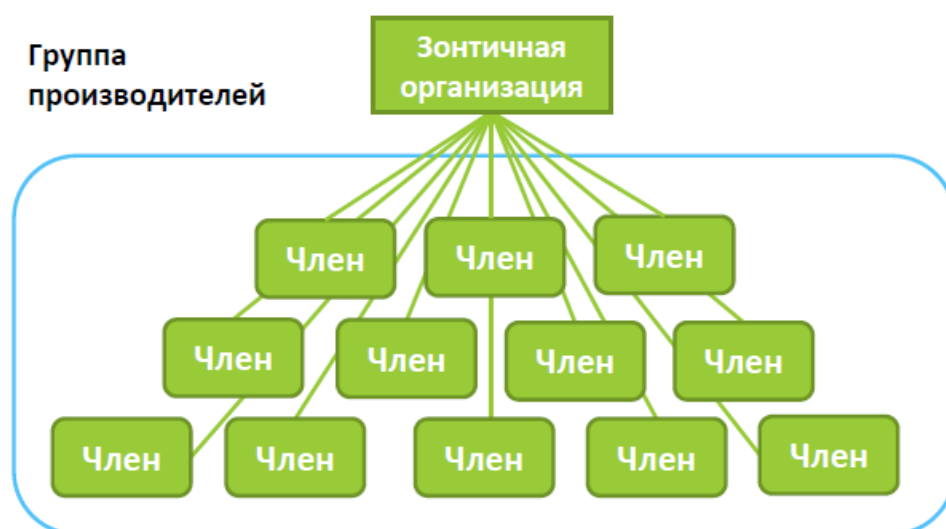 Группа
производителей
Зонтичная
организация
Член
Член
Член
Член
Член
Член
Член
Член
Член
Член
Член
Член